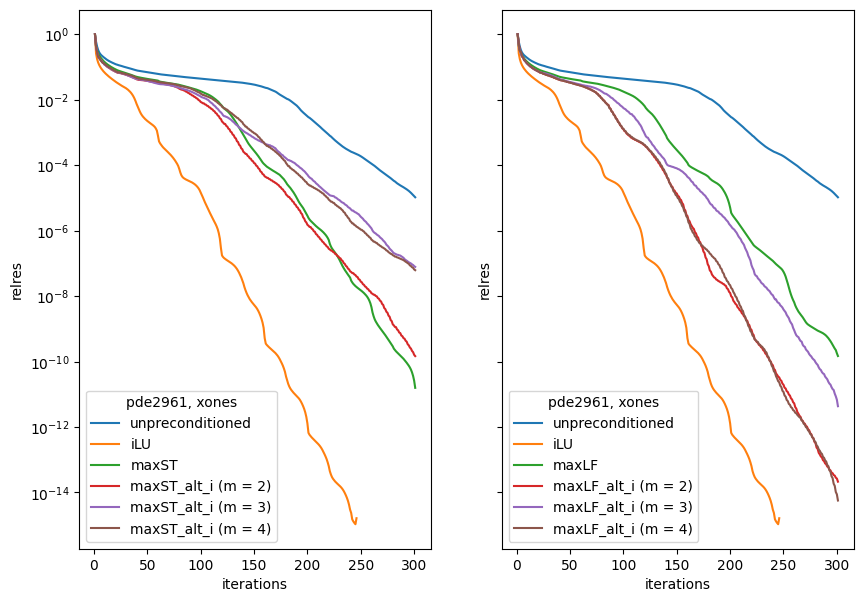 10⁰
10⁻²
10⁻⁴
10⁻⁶
10⁻⁸
10⁻¹⁰
10⁻¹²
10⁻¹⁴
relres
pde2961, xones
unpreconditioned
iLU
maxST
maxST_alt_i (m = 2)
maxST_alt_i (m = 3)
maxST_alt_i (m = 4)
0 50 100 150 200 250 300
iterations
relres
pde2961, xones
unpreconditioned
iLU
maxLF
maxLF_alt_i (m = 2)
maxLF_alt_i (m = 3)
maxLF_alt_i (m = 4)
0 50 100 150 200 250 300
iterations